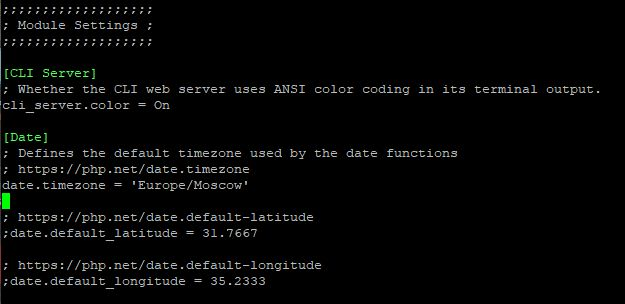 ;;;;;;;;;;;;;;;;;;;
; Module Settings ;
;;;;;;;;;;;;;;;;;;;
[CLI Server]
; Whether the CLI web server uses ANSI color coding in its terminal output.
cli_server.color = On
[Date]
; Defines the default timezone used by the date functions
; https://php.net/date.timezone
date.timezone = 'Europe/Moscow'
; https://php.net/date.default-latitude
;date.default_latitude = 31.7667
; https://php.net/date.default-longitude
;date.default_longitude = 35.2333